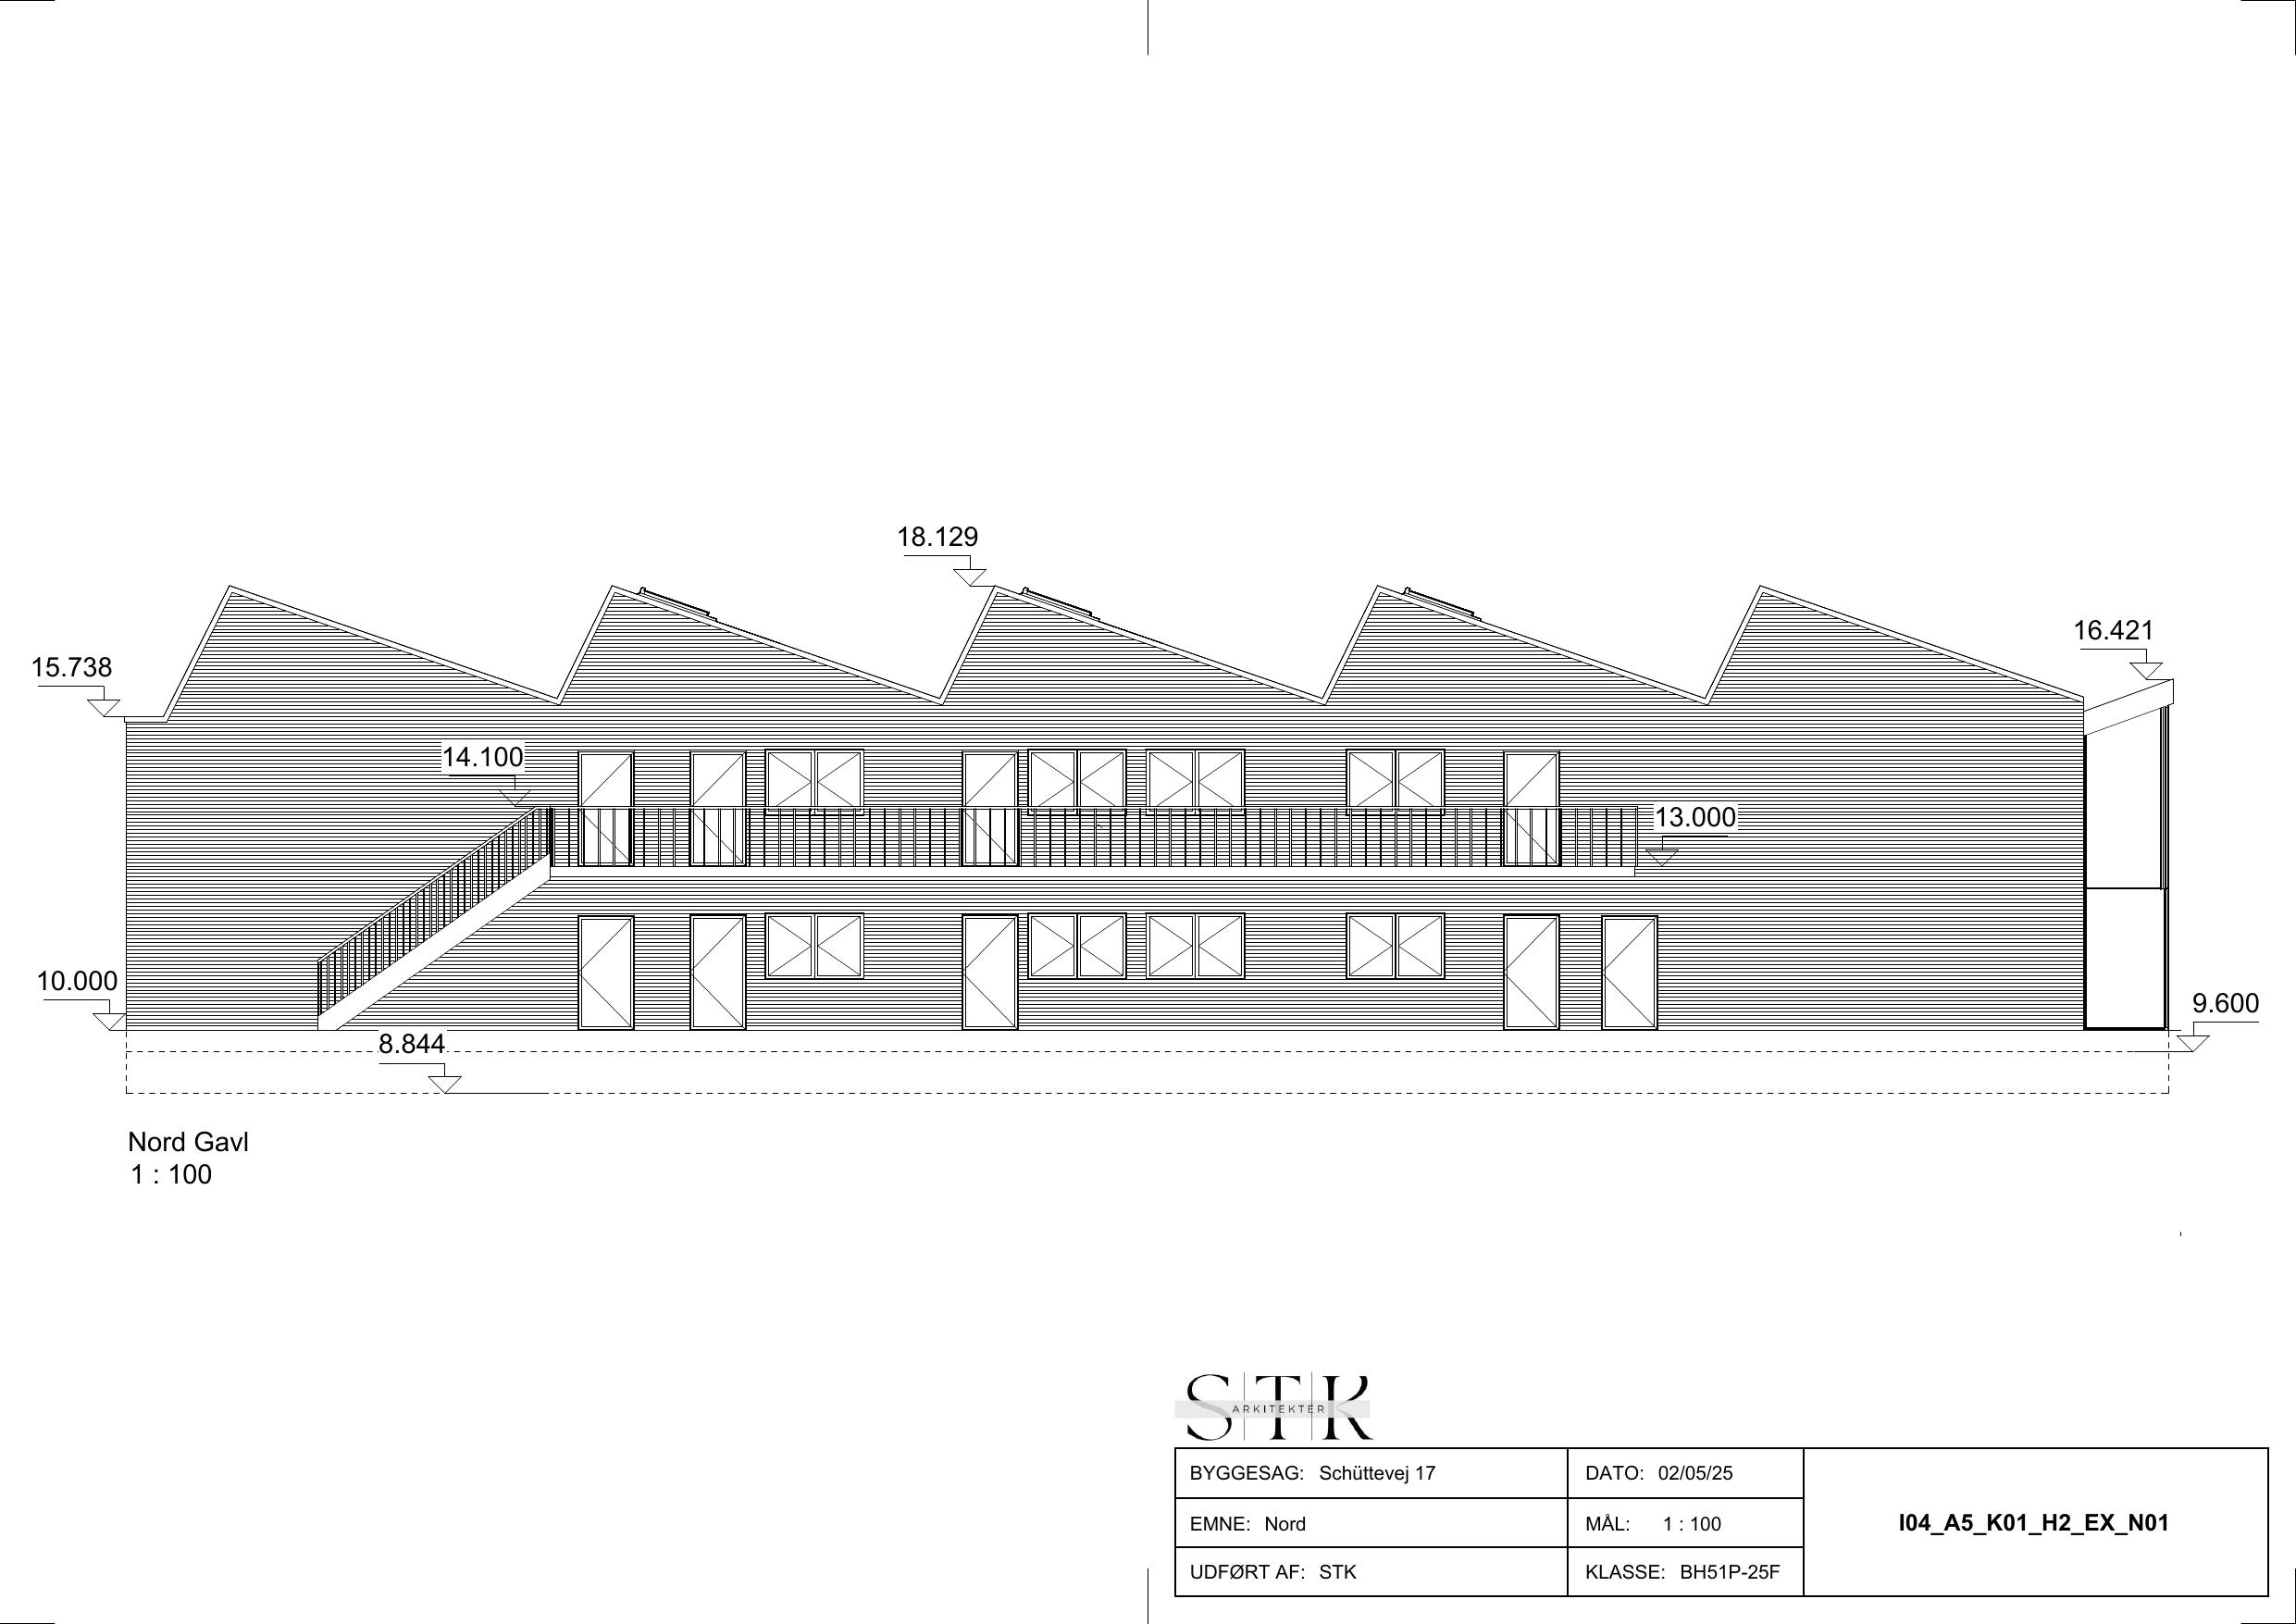 18.129
16.421
15.738
14.100
13.000
10.000
9.600
8.844
Nord Gavl
1 : 100
STK
ARKITEKTER
BYGGESAG: Schüttevej 17
DATO: 02/05/25
EMNE: Nord
MÅL: 1 : 100
I04_A5_K01_H2_EX_N01
UDFØRT AF: STK
KLASSE: BH51P-25F